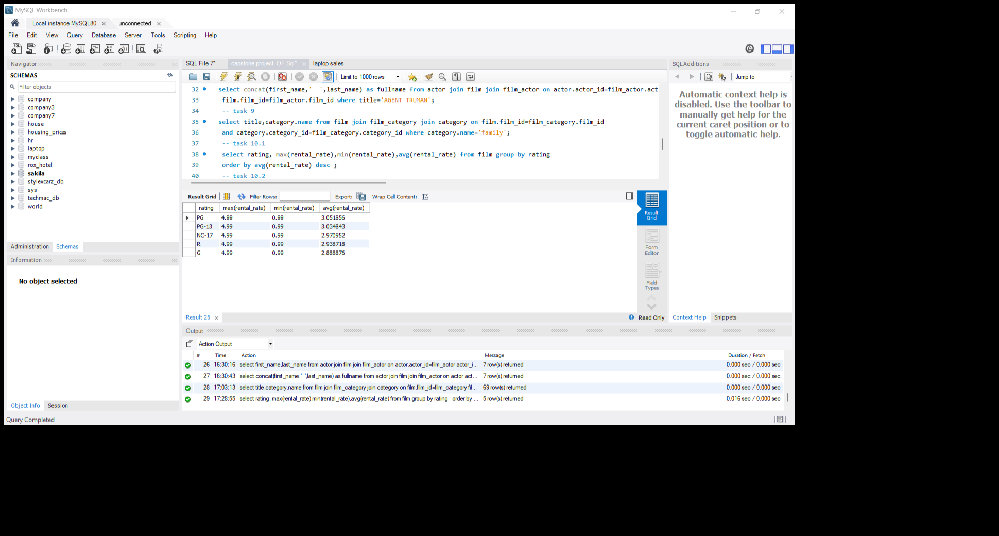 MySQL Workbench
Local instance MySQL80
unconnected
File Edit View Query Database Server Tools Scripting Help
Navigator
SCHEMAS
Filter objects
company
company3
company7
house
housing_prices
hr
laptop
myclass
rox_hotel
sakila
stylexcarz_db
sys
techmac_db
world
Administration Schemas
Information
No object selected
Object Info Session
Query Completed
SQL File 7* capstone project OF Sql* laptop sales
Limit to 1000 rows
32 select concat(first_name,'  ',last_name) as fullname from actor join film join film_actor on actor.actor_id=film_actor.act
33 film.film_id=film_actor.film_id where title='AGENT TRUMAN';
34 -- task 9
35 select title,category.name from film join film_category join category on film.film_id=film_category.film_id
36 and category.category_id=film_category.category_id where category.name='family';
37 -- task 10.1
38 select rating, max(rental_rate),min(rental_rate),avg(rental_rate) from film group by rating
39 order by avg(rental_rate) desc ;
40 -- task 10.2
Result Grid Filter Rows: Export: Wrap Cell Content:
rating max(rental_rate) min(rental_rate) avg(rental_rate)
PG 4.99 0.99 3.051856
PG-13 4.99 0.99 3.034843
NC-17 4.99 0.99 2.970952
R 4.99 0.99 2.938718
G 4.99 0.99 2.888876
Result
Grid
Form
Editor
Field
Types
Result 26
Read Only
Output
Action Output
# Time Action Message Duration / Fetch
26 16:30:16 select first_name,last_name from actor join film join film_actor on actor.actor_id=film_actor.actor_i... 7 row(s) returned 0.000 sec / 0.000 sec
27 16:30:43 select concat(first_name,'  ',last_name) as fullname from actor join film join film_actor on actor.act... 7 row(s) returned 0.000 sec / 0.000 sec
28 17:03:13 select title,category.name from film join film_category join category on film.film_id=film_category.fil... 69 row(s) returned 0.000 sec / 0.000 sec
29 17:28:55 select rating, max(rental_rate),min(rental_rate),avg(rental_rate) from film group by rating   order by ... 5 row(s) returned 0.016 sec / 0.000 sec
SQLAdditions
Jump to
Automatic context help is
disabled. Use the toolbar to
manually get help for the
current caret position or to
toggle automatic help.
Context Help Snippets